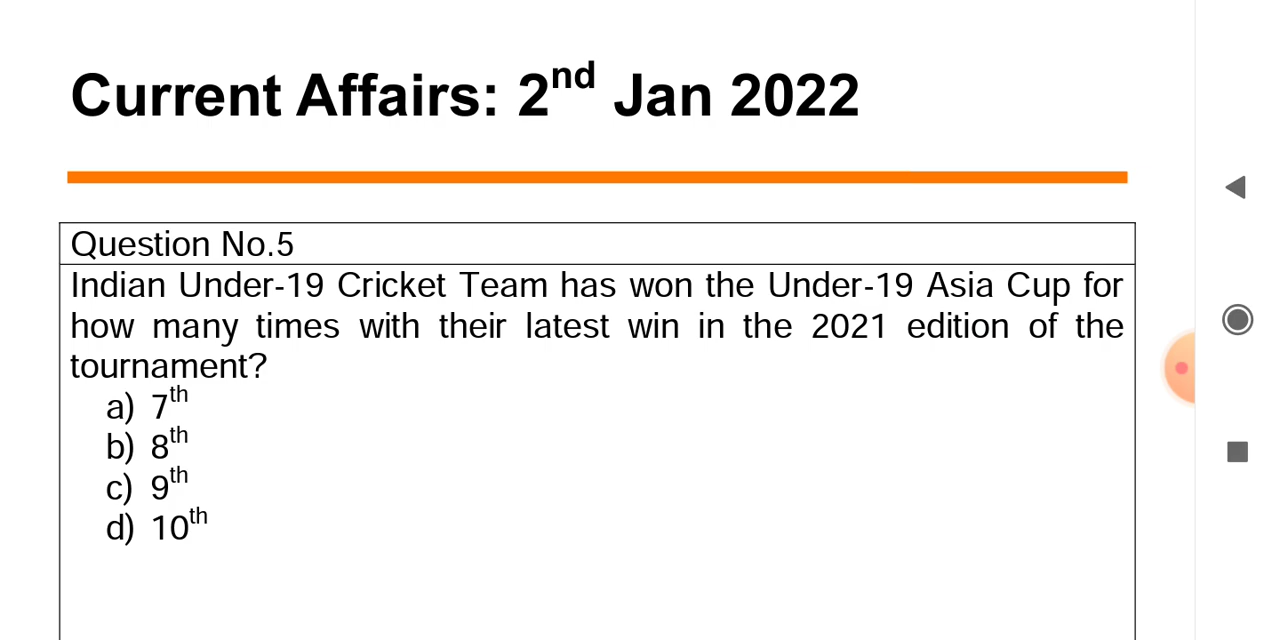 Current Affairs: 2nd Jan 2022
Question No.5
Indian Under-19 Cricket Team has won the Under-19 Asia Cup for
how many times with their latest win in the 2021 edition of the
tournament?
a) 7th
b) 8th
c) 9th
d) 10th